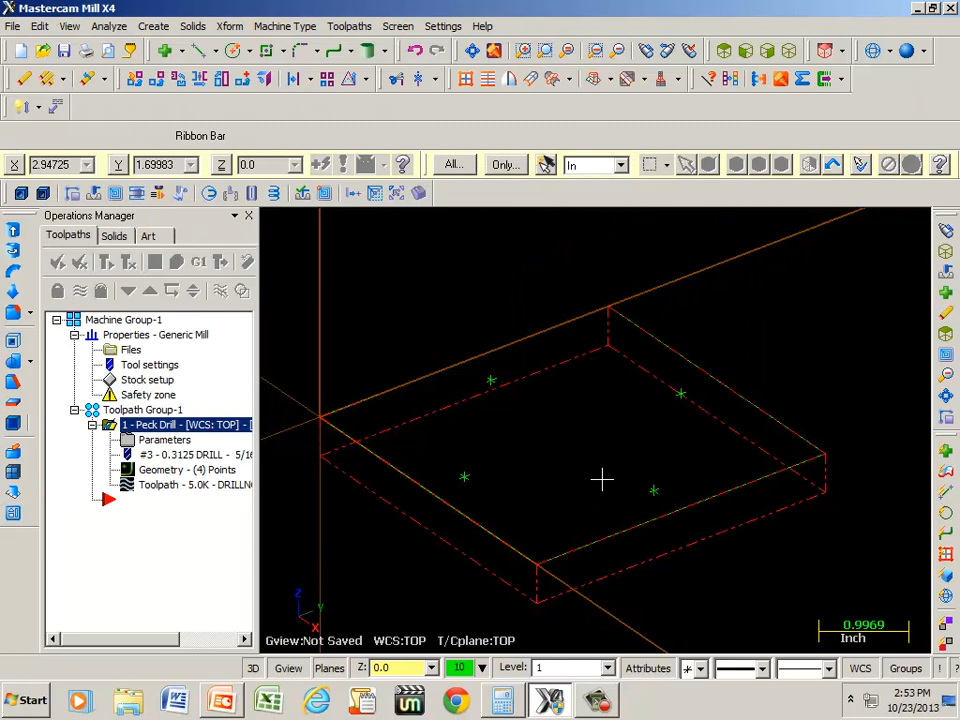 Mastercam Mill X4
File Edit View Analyze Create Solids Xform Machine Type Toolpaths Screen Settings Help
Ribbon Bar
X 2.94725 Y 1.69983 Z 0.0 All... Only... In
Operations Manager
Toolpaths Solids Art
G1
Machine Group-1
Properties - Generic Mill
Files
Tool settings
Stock setup
Safety zone
Toolpath Group-1
1 - Peck Drill - [WCS: TOP] - [
Parameters
#3 - 0.3125 DRILL - 5/16
Geometry - (4) Points
Toolpath - 5.0K - DRILLN
Z
Y
X
Gview:Not Saved WCS:TOP T/Cplane:TOP
0.9969
Inch
3D Gview Planes Z: 0.0 10 Level: 1 Attributes WCS Groups ! ?
Start
2:53 PM
10/23/2013